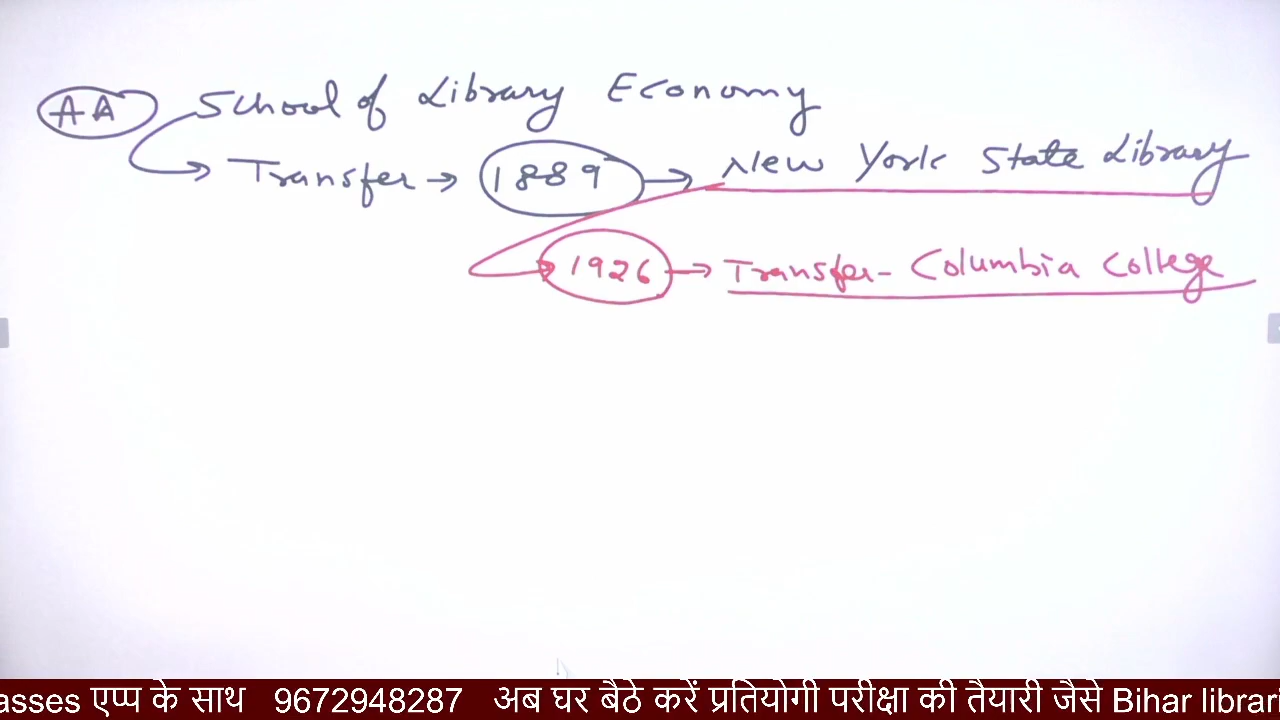 AA School of Library Economy
Transfer → 1889 → New York State Library
1926 → Transfer - Columbia College
asses एप्प के साथ 9672948287 अब घर बैठे करें प्रतियोगी परीक्षा की तैयारी जैसे Bihar librari